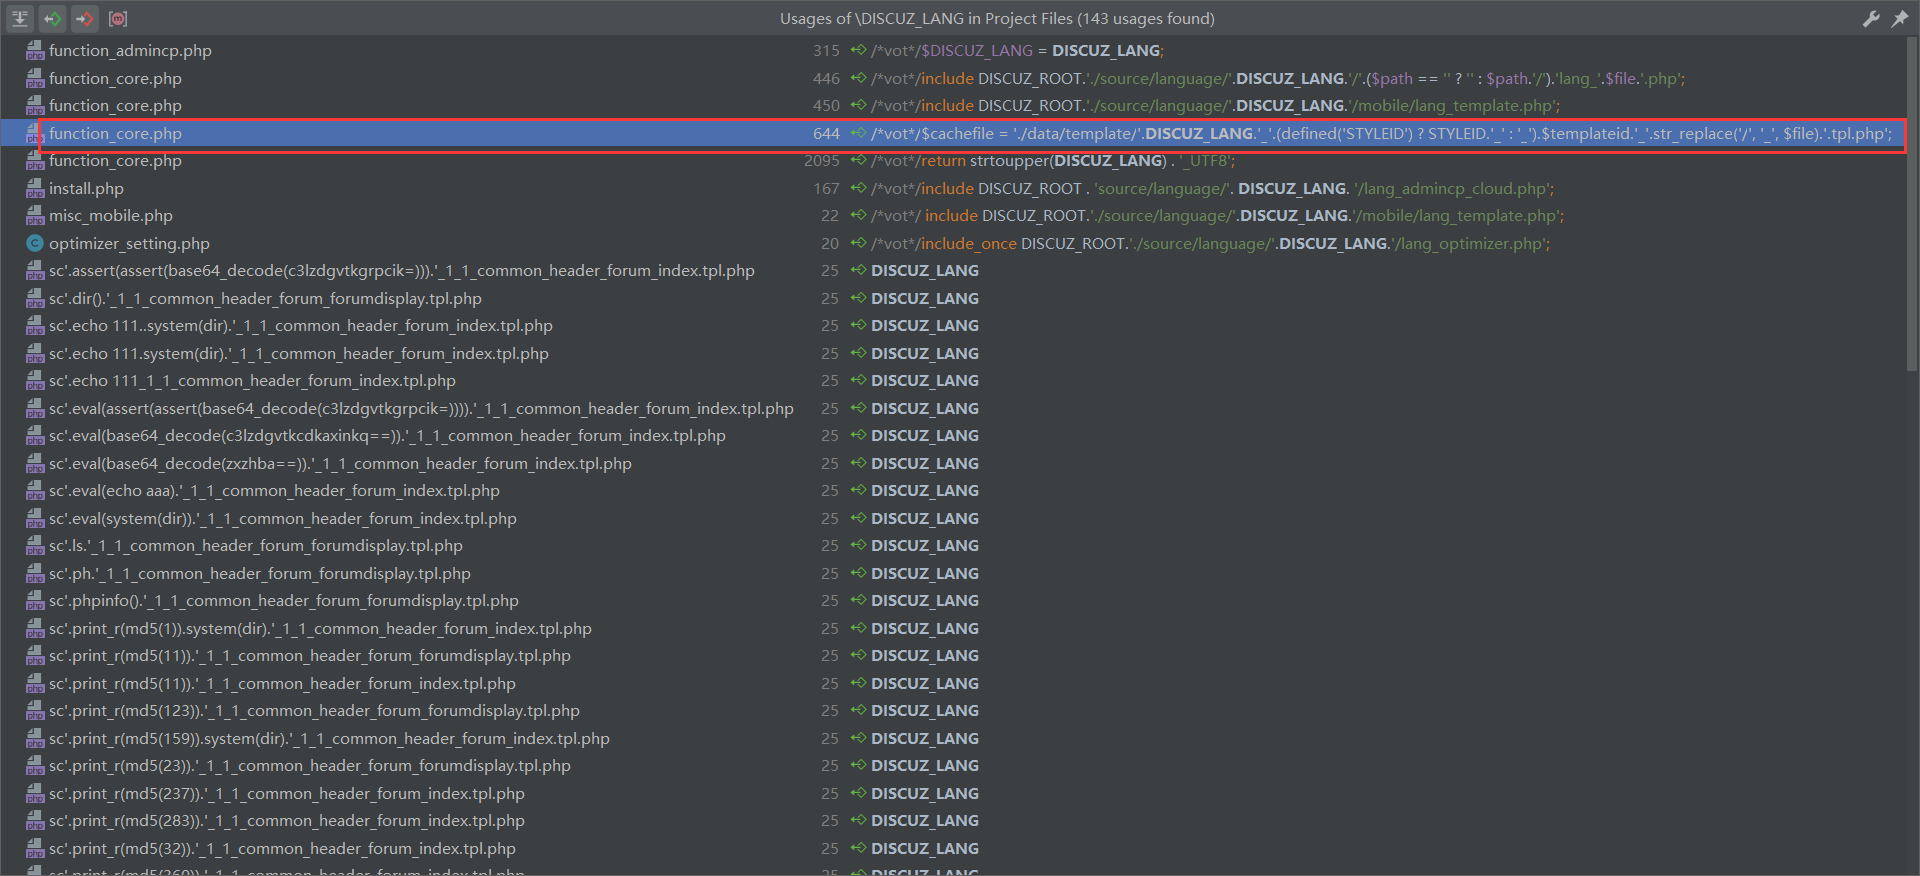 Usages of \DISCUZ_LANG in Project Files (143 usages found)
function_admincp.php 315 /*vot*/$DISCUZ_LANG = DISCUZ_LANG;
function_core.php 446 /*vot*/include DISCUZ_ROOT.'./source/language/'.DISCUZ_LANG.'/'.($path == '' ? '' : $path.'/').'lang_'.$file.'.php';
function_core.php 450 /*vot*/include DISCUZ_ROOT.'./source/language/'.DISCUZ_LANG.'/mobile/lang_template.php';
function_core.php 644 /*vot*/$cachefile = './data/template/'.DISCUZ_LANG.'_'.(defined('STYLEID') ? STYLEID.'_' : '_').$templateid.'_'.str_replace('/', '_', $file).'.tpl.php';
function_core.php 2095 /*vot*/return strtoupper(DISCUZ_LANG) . '_UTF8';
install.php 167 /*vot*/include DISCUZ_ROOT . 'source/language/'. DISCUZ_LANG. '/lang_admincp_cloud.php';
misc_mobile.php 22 /*vot*/ include DISCUZ_ROOT.'./source/language/'.DISCUZ_LANG.'/mobile/lang_template.php';
optimizer_setting.php 20 /*vot*/include_once DISCUZ_ROOT.'./source/language/'.DISCUZ_LANG.'/lang_optimizer.php';
sc'.assert(assert(base64_decode(c3lzdgvtkgrpcik=))).'_1_1_common_header_forum_index.tpl.php 25 DISCUZ_LANG
sc'.dir().'_1_1_common_header_forum_forumdisplay.tpl.php 25 DISCUZ_LANG
sc'.echo 111..system(dir).'_1_1_common_header_forum_index.tpl.php 25 DISCUZ_LANG
sc'.echo 111.system(dir).'_1_1_common_header_forum_index.tpl.php 25 DISCUZ_LANG
sc'.echo 111_1_1_common_header_forum_index.tpl.php 25 DISCUZ_LANG
sc'.eval(assert(assert(base64_decode(c3lzdgvtkgrpcik=)))).'_1_1_common_header_forum_index.tpl.php 25 DISCUZ_LANG
sc'.eval(base64_decode(c3lzdgvtkcdkaxinkq==)).'_1_1_common_header_forum_index.tpl.php 25 DISCUZ_LANG
sc'.eval(base64_decode(zxzhba==)).'_1_1_common_header_forum_index.tpl.php 25 DISCUZ_LANG
sc'.eval(echo aaa).'_1_1_common_header_forum_index.tpl.php 25 DISCUZ_LANG
sc'.eval(system(dir)).'_1_1_common_header_forum_index.tpl.php 25 DISCUZ_LANG
sc'.ls.'_1_1_common_header_forum_forumdisplay.tpl.php 25 DISCUZ_LANG
sc'.ph.'_1_1_common_header_forum_forumdisplay.tpl.php 25 DISCUZ_LANG
sc'.phpinfo().'_1_1_common_header_forum_forumdisplay.tpl.php 25 DISCUZ_LANG
sc'.print_r(md5(1)).system(dir).'_1_1_common_header_forum_index.tpl.php 25 DISCUZ_LANG
sc'.print_r(md5(11)).'_1_1_common_header_forum_forumdisplay.tpl.php 25 DISCUZ_LANG
sc'.print_r(md5(11)).'_1_1_common_header_forum_index.tpl.php 25 DISCUZ_LANG
sc'.print_r(md5(123)).'_1_1_common_header_forum_forumdisplay.tpl.php 25 DISCUZ_LANG
sc'.print_r(md5(159)).system(dir).'_1_1_common_header_forum_index.tpl.php 25 DISCUZ_LANG
sc'.print_r(md5(23)).'_1_1_common_header_forum_forumdisplay.tpl.php 25 DISCUZ_LANG
sc'.print_r(md5(237)).'_1_1_common_header_forum_index.tpl.php 25 DISCUZ_LANG
sc'.print_r(md5(283)).'_1_1_common_header_forum_index.tpl.php 25 DISCUZ_LANG
sc'.print_r(md5(32)).'_1_1_common_header_forum_index.tpl.php 25 DISCUZ_LANG